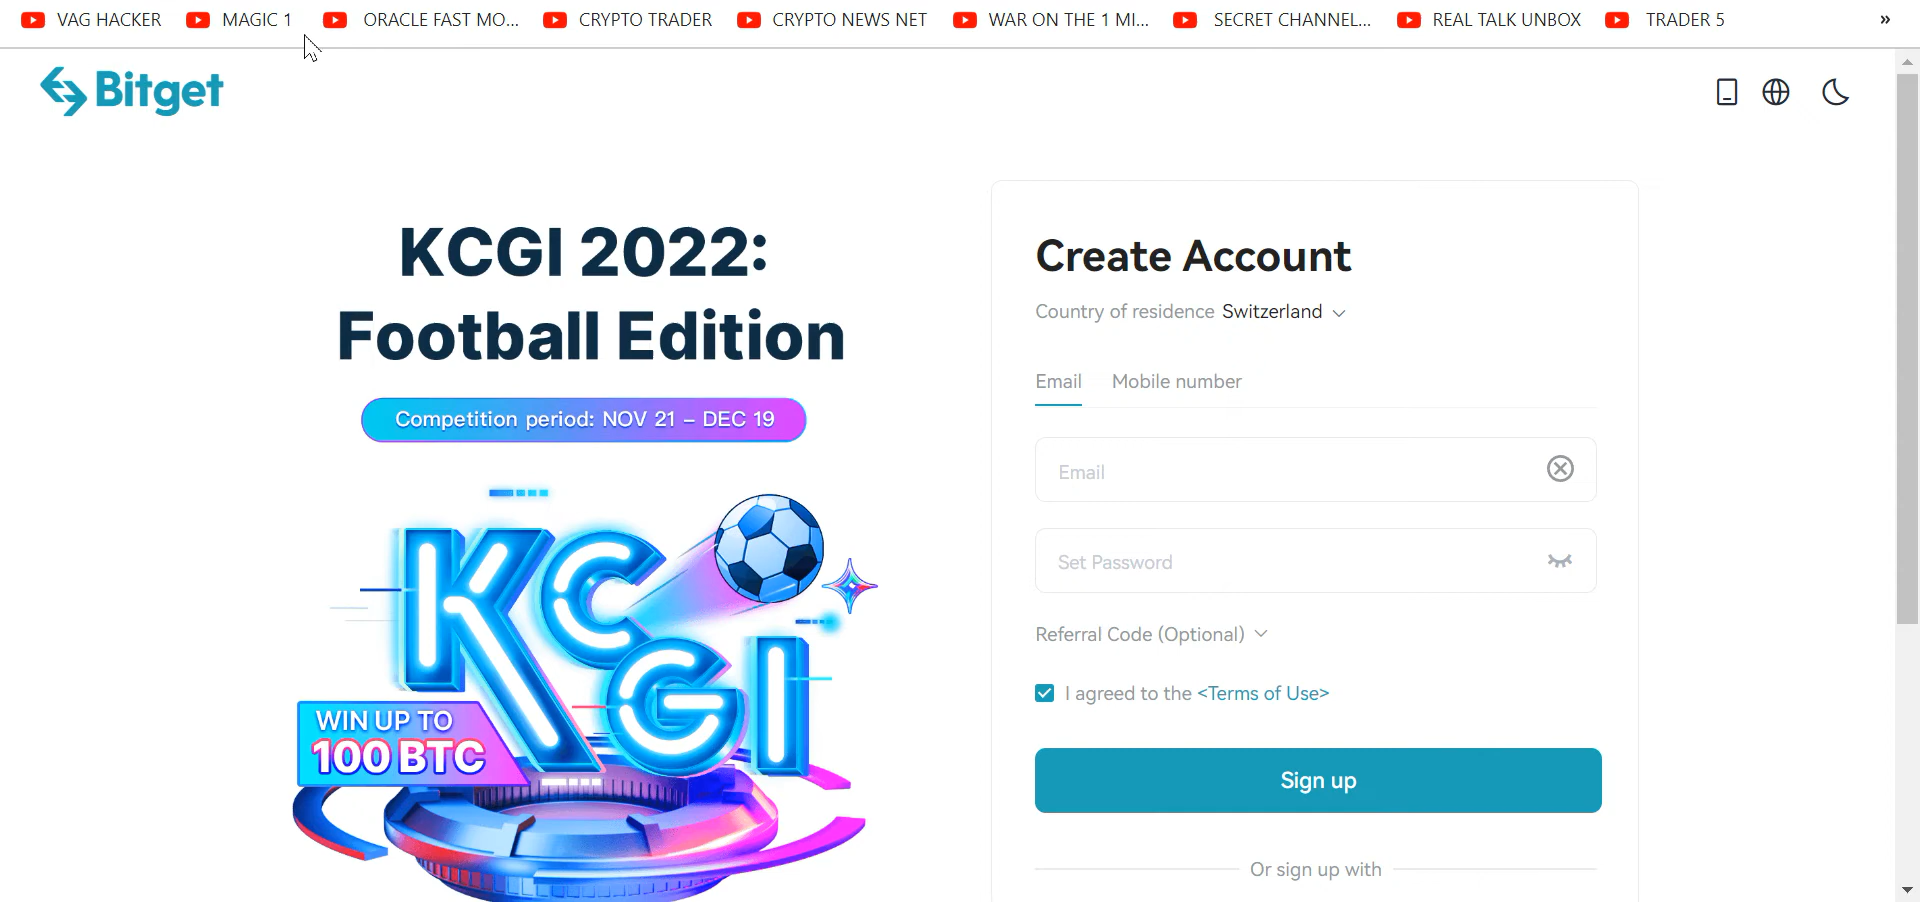 VAG HACKER MAGIC 1 ORACLE FAST MO... CRYPTO TRADER CRYPTO NEWS NET WAR ON THE 1 MI... SECRET CHANNEL... REAL TALK UNBOX TRADER 5 »
Bitget
KCGI 2022:
Football Edition
Competition period: NOV 21 – DEC 19
KCGI
WIN UP TO
100 BTC
Create Account
Country of residence Switzerland
Email Mobile number
Email
Set Password
Referral Code (Optional)
I agreed to the <Terms of Use>
Sign up
Or sign up with